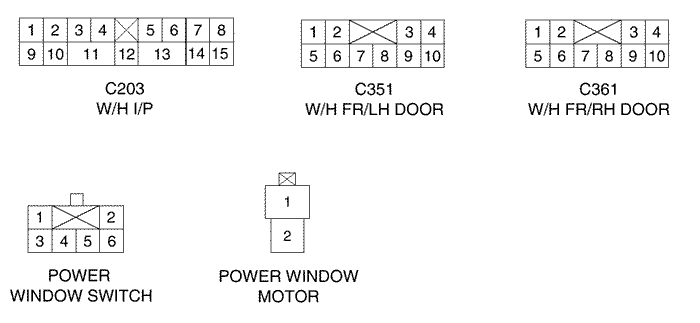 1 2 3 4 5 6 7 8
9 10 11 12 13 14 15
C203
W/H I/P
1 2 3 4
5 6 7 8 9 10
C351
W/H FR/LH DOOR
1 2 3 4
5 6 7 8 9 10
C361
W/H FR/RH DOOR
1 2
3 4 5 6
POWER
WINDOW SWITCH
1
2
POWER WINDOW
MOTOR